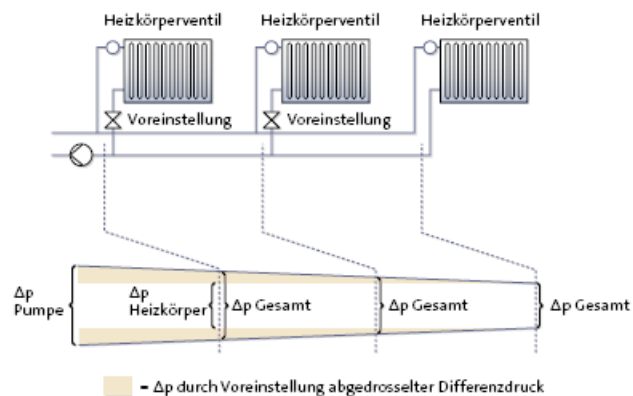 Heizkörperventil
Heizkörperventil
Heizkörperventil
Voreinstellung
Voreinstellung
Δp
Pumpe
Δp
Heizkörper
Δp Gesamt
Δp Gesamt
Δp Gesamt
= Δp durch Voreinstellung abgedrosselter Differenzdruck